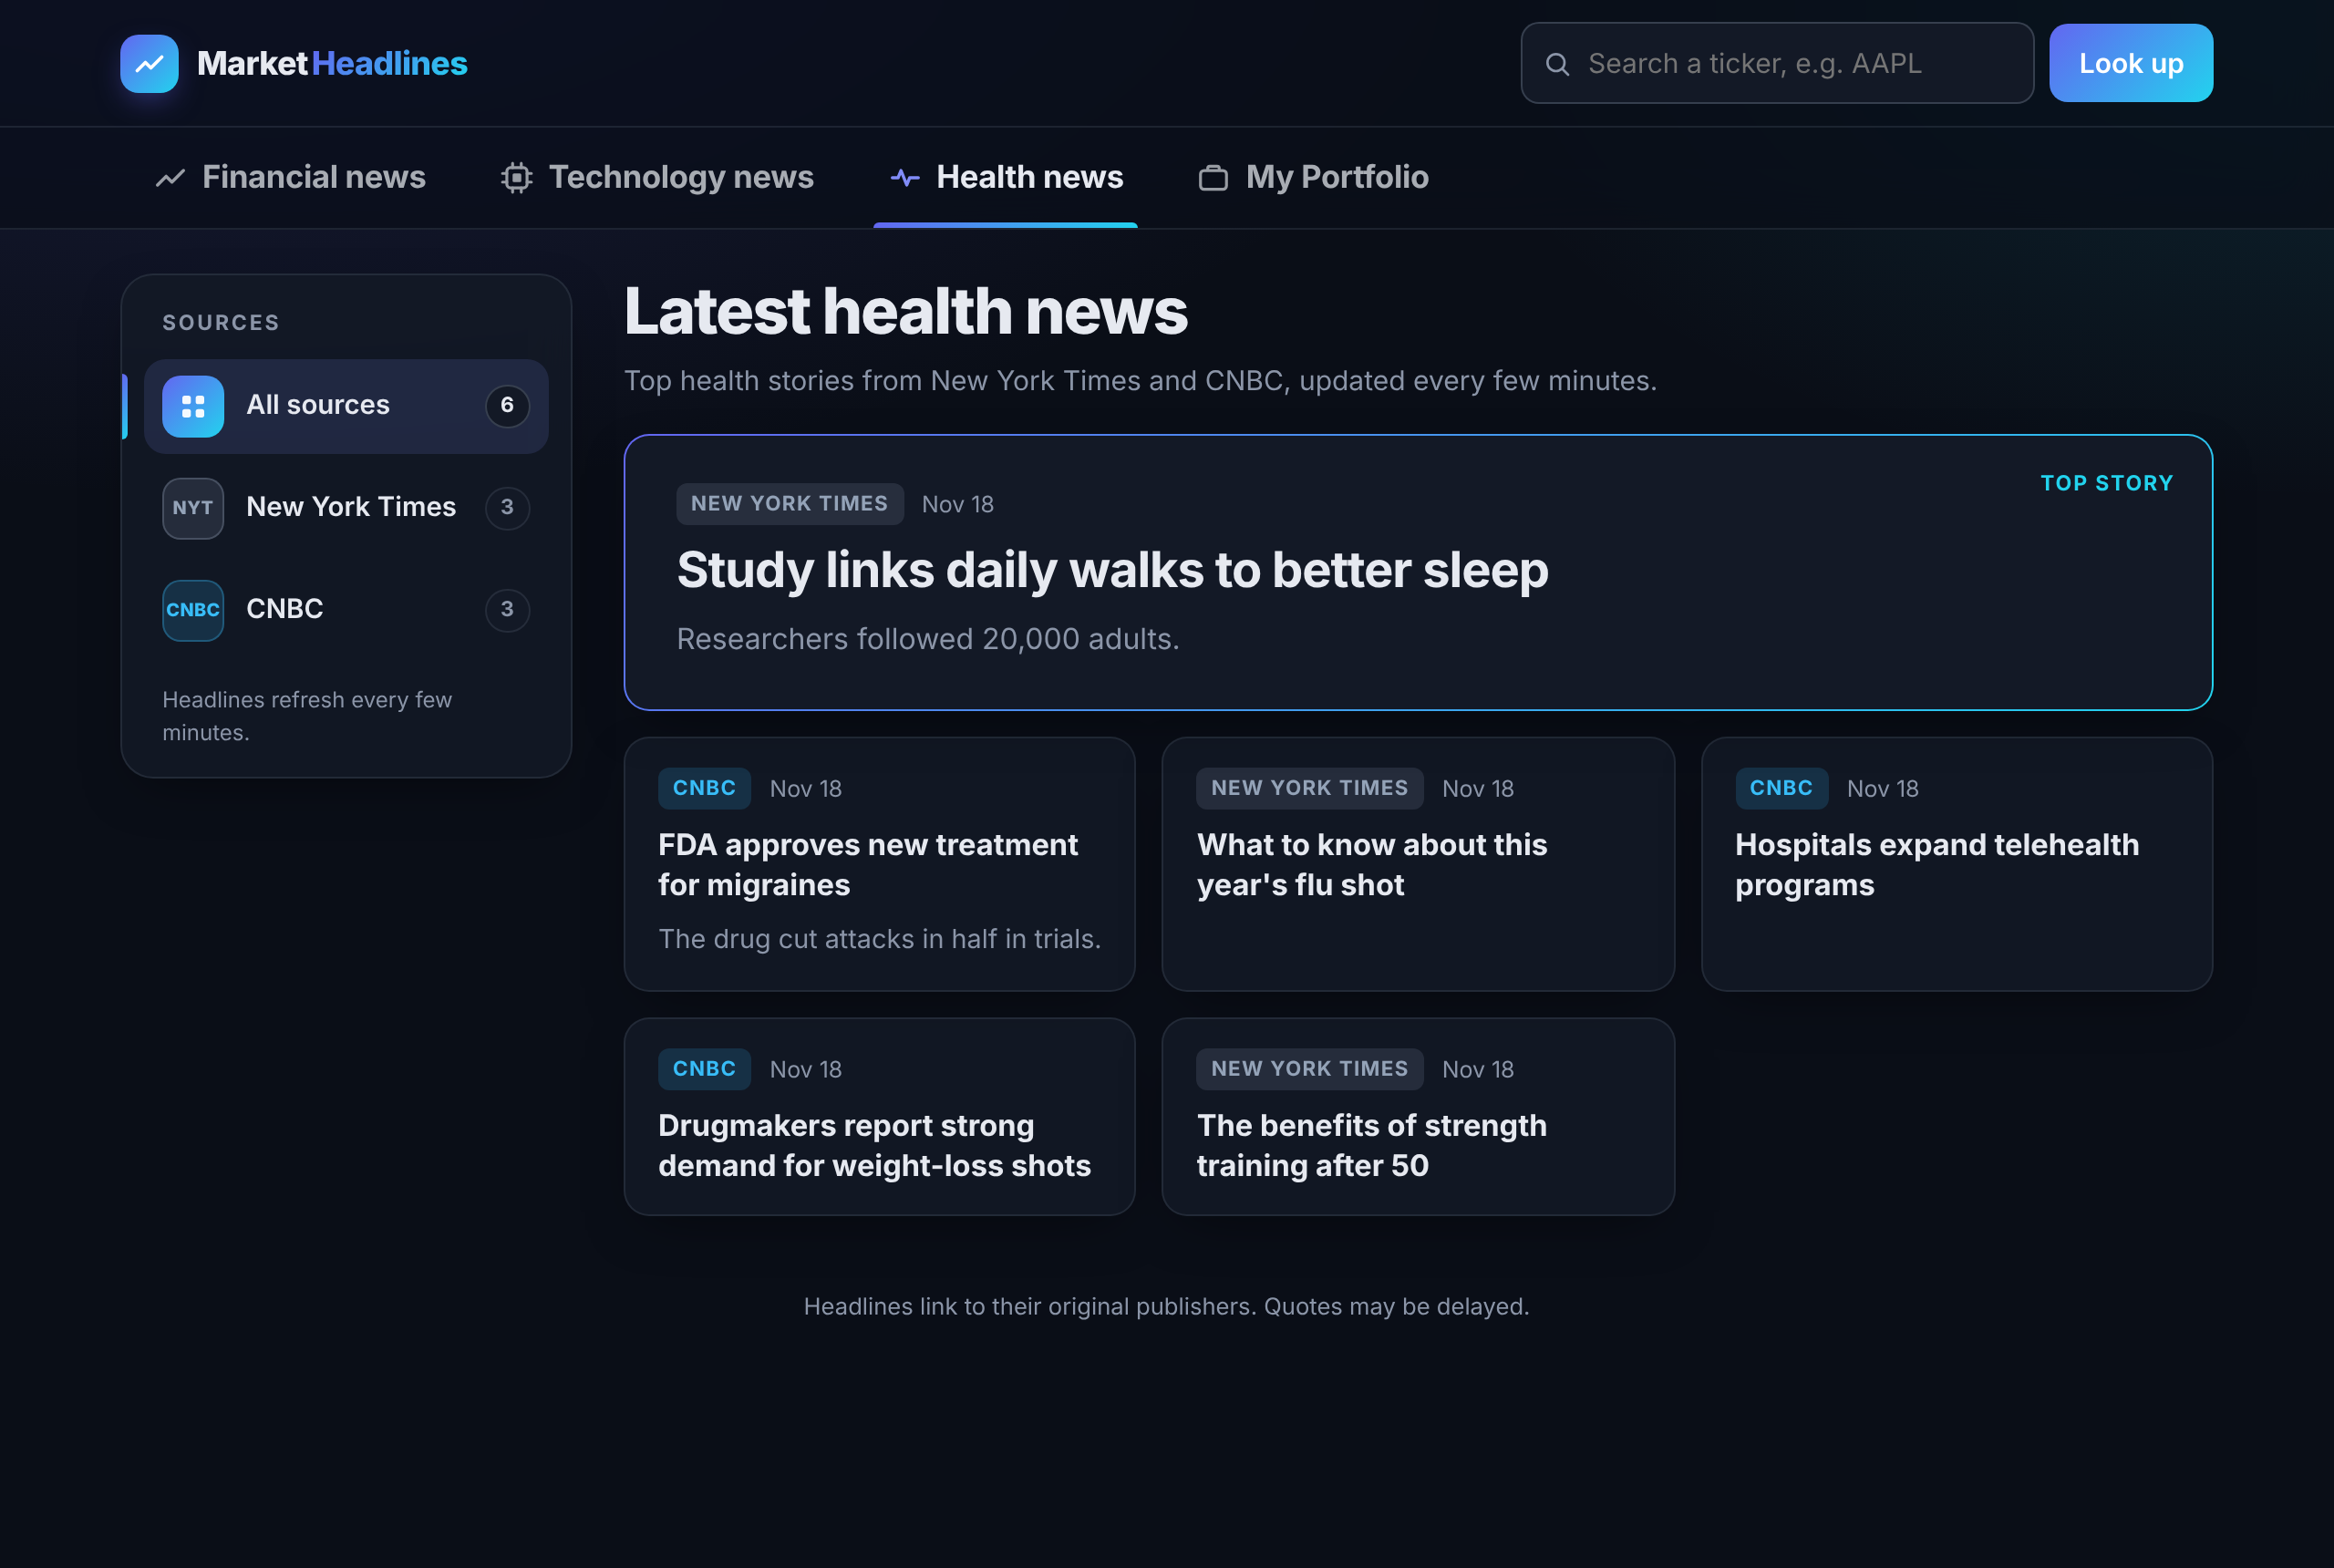 MarketHeadlines
Search a ticker, e.g. AAPL
Look up
Financial news
Technology news
Health news
My Portfolio
SOURCES
All sources
6
NYT
New York Times
3
CNBC
CNBC
3
Headlines refresh every few
minutes.
Latest health news
Top health stories from New York Times and CNBC, updated every few minutes.
NEW YORK TIMES
Nov 18
TOP STORY
Study links daily walks to better sleep
Researchers followed 20,000 adults.
CNBC
Nov 18
FDA approves new treatment
for migraines
The drug cut attacks in half in trials.
NEW YORK TIMES
Nov 18
What to know about this
year's flu shot
CNBC
Nov 18
Hospitals expand telehealth
programs
CNBC
Nov 18
Drugmakers report strong
demand for weight-loss shots
NEW YORK TIMES
Nov 18
The benefits of strength
training after 50
Headlines link to their original publishers. Quotes may be delayed.